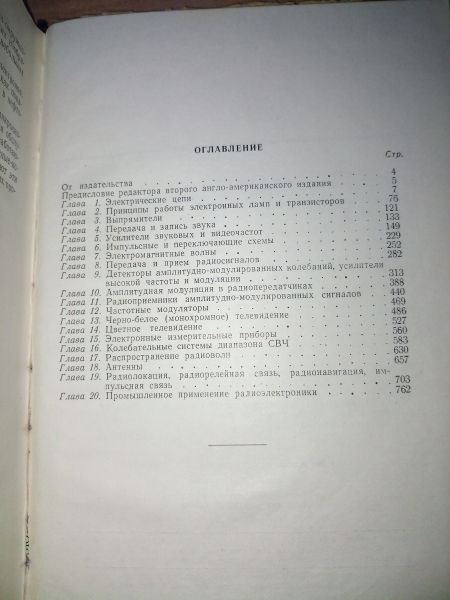 ОГЛАВЛЕНИЕ
Стр.
От издательства . . . . . . . . . . 4
Предисловие редактора второго англо-американского издания . . . 5
Глава 1. Электрические цепи . . . . . . . . 7
Глава 2. Принципы работы электронных ламп и транзисторов . . 76
Глава 3. Выпрямители . . . . . . . . 121
Глава 4. Передача и запись звука . . . . . . . 133
Глава 5. Усилители звуковых и видеочастот . . . . . 149
Глава 6. Импульсные и переключающие схемы . . . . . 229
Глава 7. Электромагнитные волны . . . . . . . 252
Глава 8. Передача и прием радиосигналов . . . . . 282
Глава 9. Детекторы амплитудно-модулированных колебаний, усилители
высокой частоты и модуляции . . . . . . 313
Глава 10. Амплитудная модуляция в радиопередатчиках . . . . 388
Глава 11. Радиоприемники амплитудно-модулированных сигналов . . 440
Глава 12. Частотные модуляторы . . . . . . . 469
Глава 13. Черно-белое (монохромное) телевидение . . . . 486
Глава 14. Цветное телевидение . . . . . . . 527
Глава 15. Электронные измерительные приборы . . . . . 560
Глава 16. Колебательные системы диапазона СВЧ . . . . . 583
Глава 17. Распространение радиоволн . . . . . . 630
Глава 18. Антенны . . . . . . . . . 657
Глава 19. Радиолокация, радиорелейная связь, радионавигация, им-
пульсная связь . . . . . . . . 703
Глава 20. Промышленное применение радиоэлектроники . . . . 762